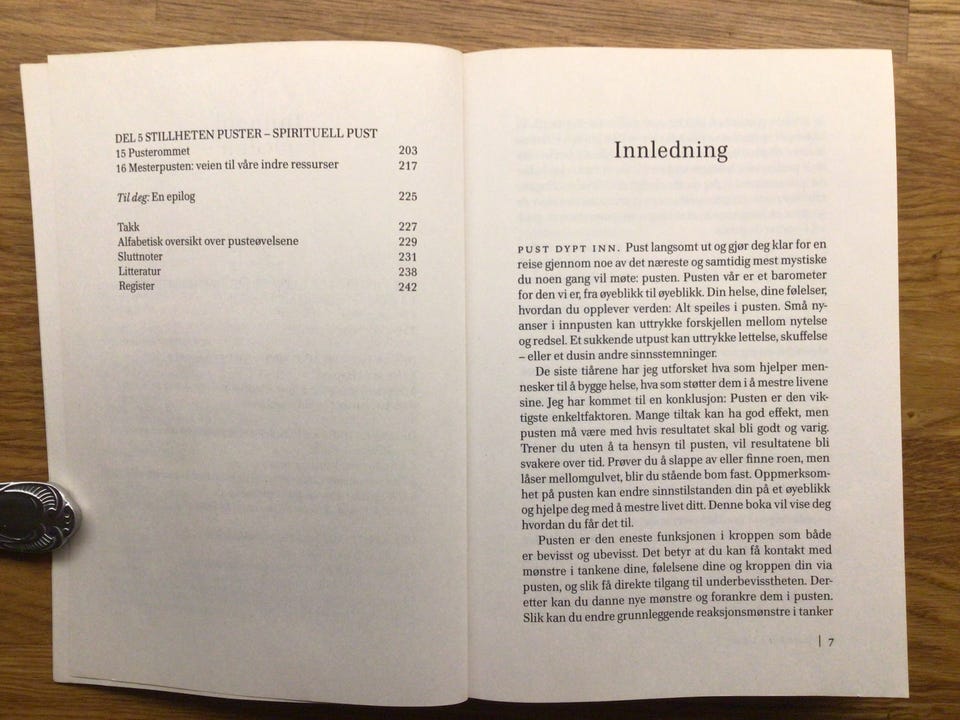 DEL 5 STILLHETEN PUSTER – SPIRITUELL PUST
15 Pusterommet 203
16 Mesterpusten: veien til våre indre ressurser 217
Til deg: En epilog 225
Takk 227
Alfabetisk oversikt over pusteøvelsene 229
Sluttnoter 231
Litteratur 238
Register 242
Innledning
PUST DYPT INN. Pust langsomt ut og gjør deg klar for en
reise gjennom noe av det næreste og samtidig mest mystiske
du noen gang vil møte: pusten. Pusten vår er et barometer
for den vi er, fra øyeblikk til øyeblikk. Din helse, dine følelser,
hvordan du opplever verden: Alt speiles i pusten. Små ny-
anser i innpusten kan uttrykke forskjellen mellom nytelse
og redsel. Et sukkende utpust kan uttrykke lettelse, skuffelse
– eller et dusin andre sinnsstemninger.
De siste tiårene har jeg utforsket hva som hjelper men-
nesker til å bygge helse, hva som støtter dem i å mestre livene
sine. Jeg har kommet til en konklusjon: Pusten er den vik-
tigste enkeltfaktoren. Mange tiltak kan ha god effekt, men
pusten må være med hvis resultatet skal bli godt og varig.
Trener du uten å ta hensyn til pusten, vil resultatene bli
svakere over tid. Prøver du å slappe av eller finne roen, men
låser mellomgulvet, blir du stående bom fast. Oppmerksom-
het på pusten kan endre sinnstilstanden din på et øyeblikk
og hjelpe deg med å mestre livet ditt. Denne boka vil vise deg
hvordan du får det til.
Pusten er den eneste funksjonen i kroppen som både
er bevisst og ubevisst. Det betyr at du kan få kontakt med
mønstre i tankene dine, følelsene dine og kroppen din via
pusten, og slik få direkte tilgang til underbevisstheten. Der-
etter kan du danne nye mønstre og forankre dem i pusten.
Slik kan du endre grunnleggende reaksjonsmønstre i tanker
| 7